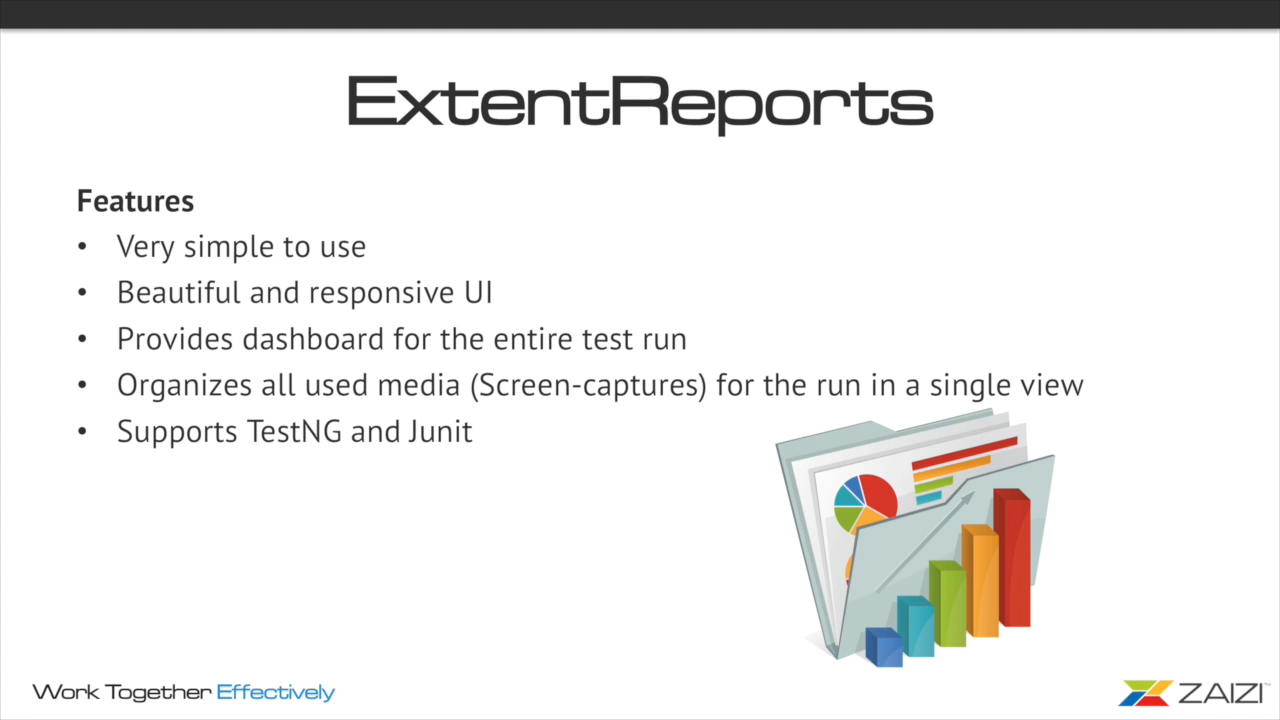 ExtentReports
Features
• Very simple to use
• Beautiful and responsive UI
• Provides dashboard for the entire test run
• Organizes all used media (Screen-captures) for the run in a single view
• Supports TestNG and Junit
Work Together Effectively
ZAIZI™